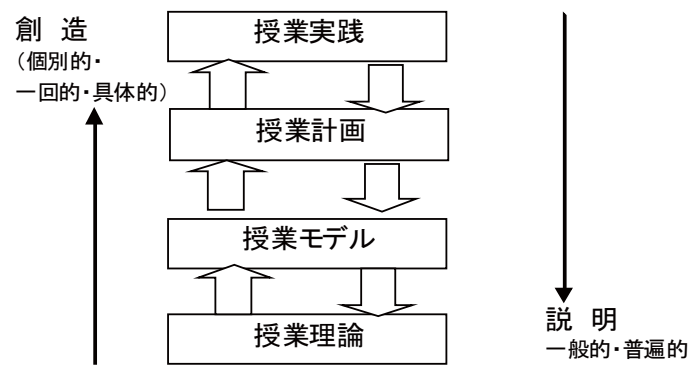 創 造
（個別的・
一回的・具体的）
授業実践
授業計画
授業モデル
授業理論
説 明
一般的・普遍的